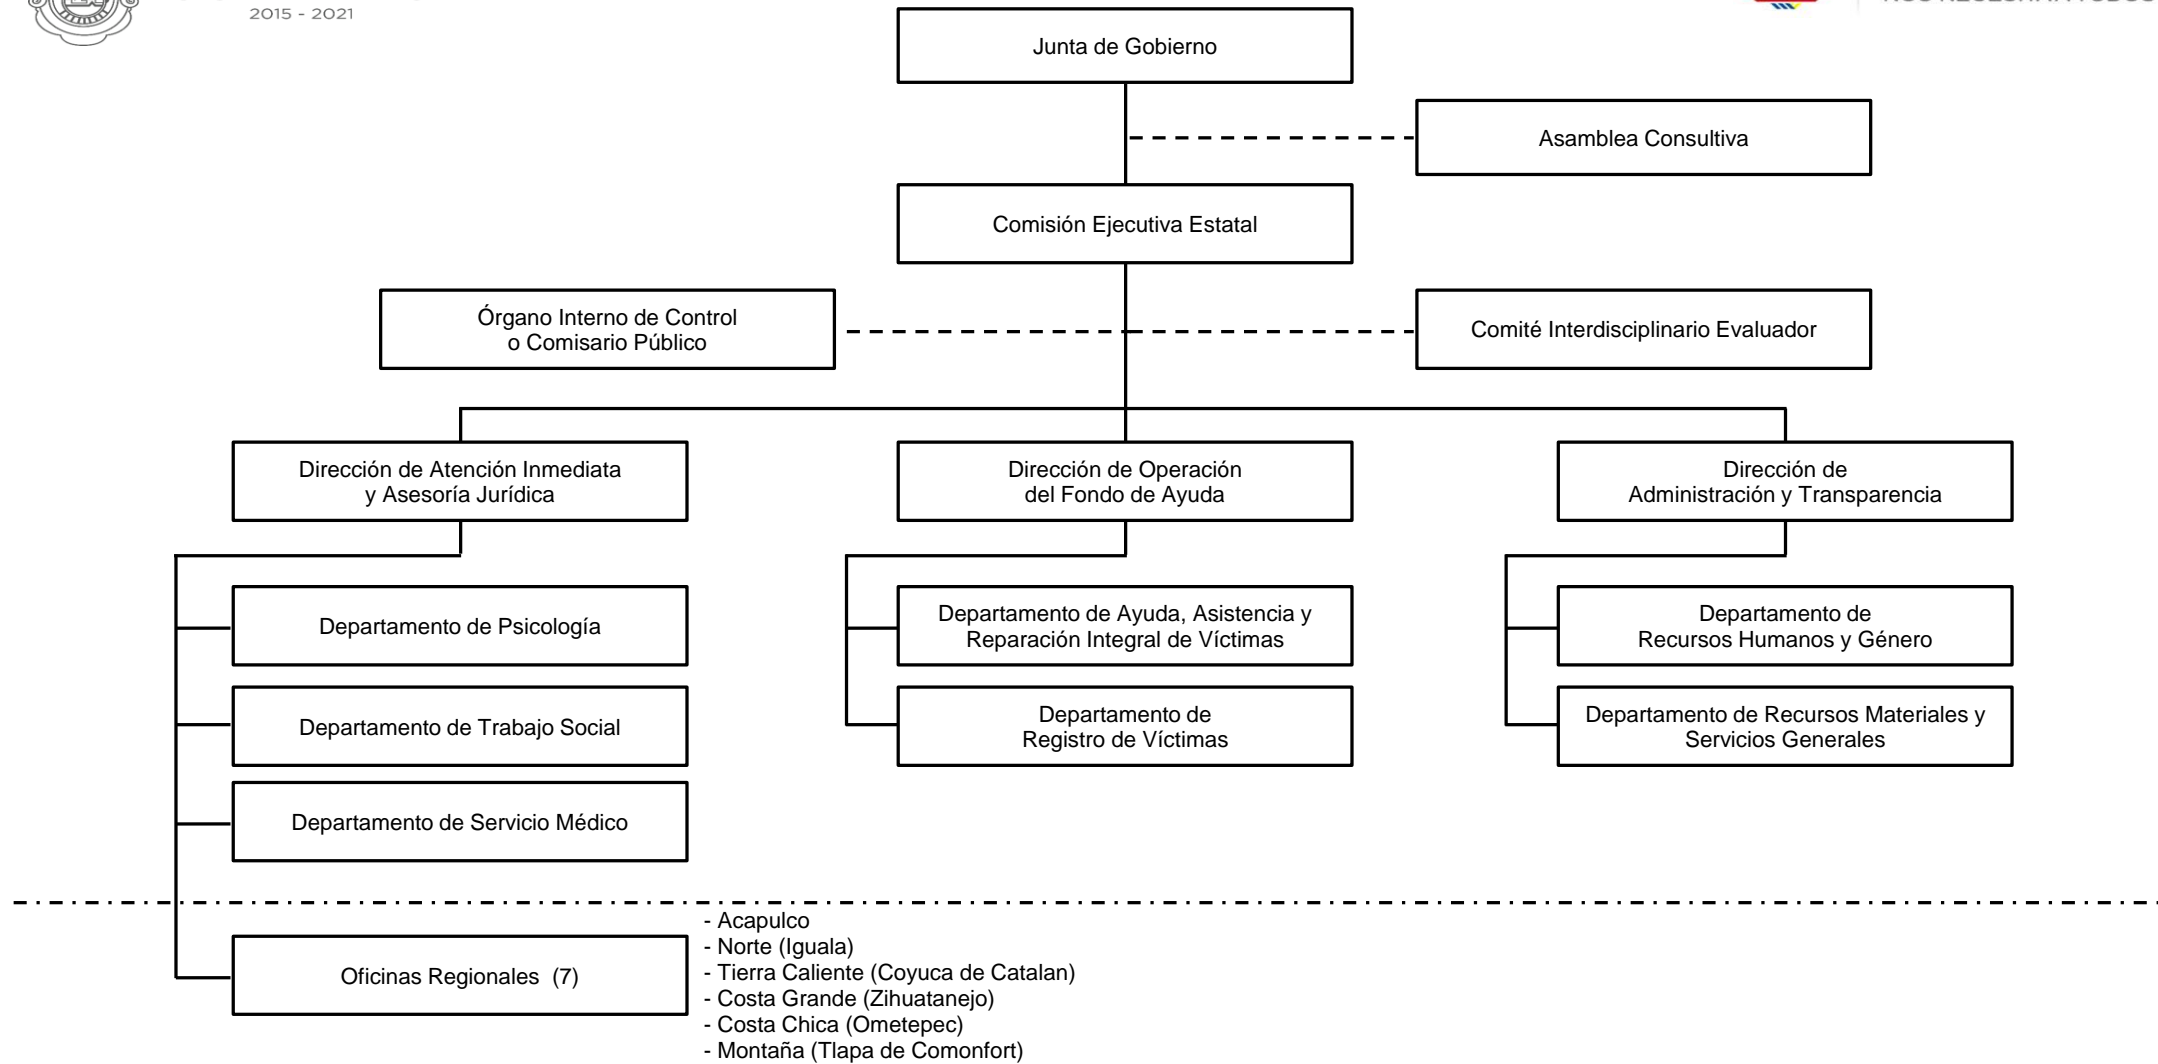 2015 - 2021
Junta de Gobierno
Asamblea Consultiva
Comisión Ejecutiva Estatal
Órgano Interno de Control
o Comisario Público
Comité Interdisciplinario Evaluador
Dirección de Atención Inmediata
y Asesoría Jurídica
Dirección de Operación
del Fondo de Ayuda
Dirección de
Administración y Transparencia
Departamento de Psicología
Departamento de Ayuda, Asistencia y
Reparación Integral de Víctimas
Departamento de
Recursos Humanos y Género
Departamento de Trabajo Social
Departamento de
Registro de Víctimas
Departamento de Recursos Materiales y
Servicios Generales
Departamento de Servicio Médico
Oficinas Regionales (7)
- Acapulco
- Norte (Iguala)
- Tierra Caliente (Coyuca de Catalan)
- Costa Grande (Zihuatanejo)
- Costa Chica (Ometepec)
- Montaña (Tlapa de Comonfort)